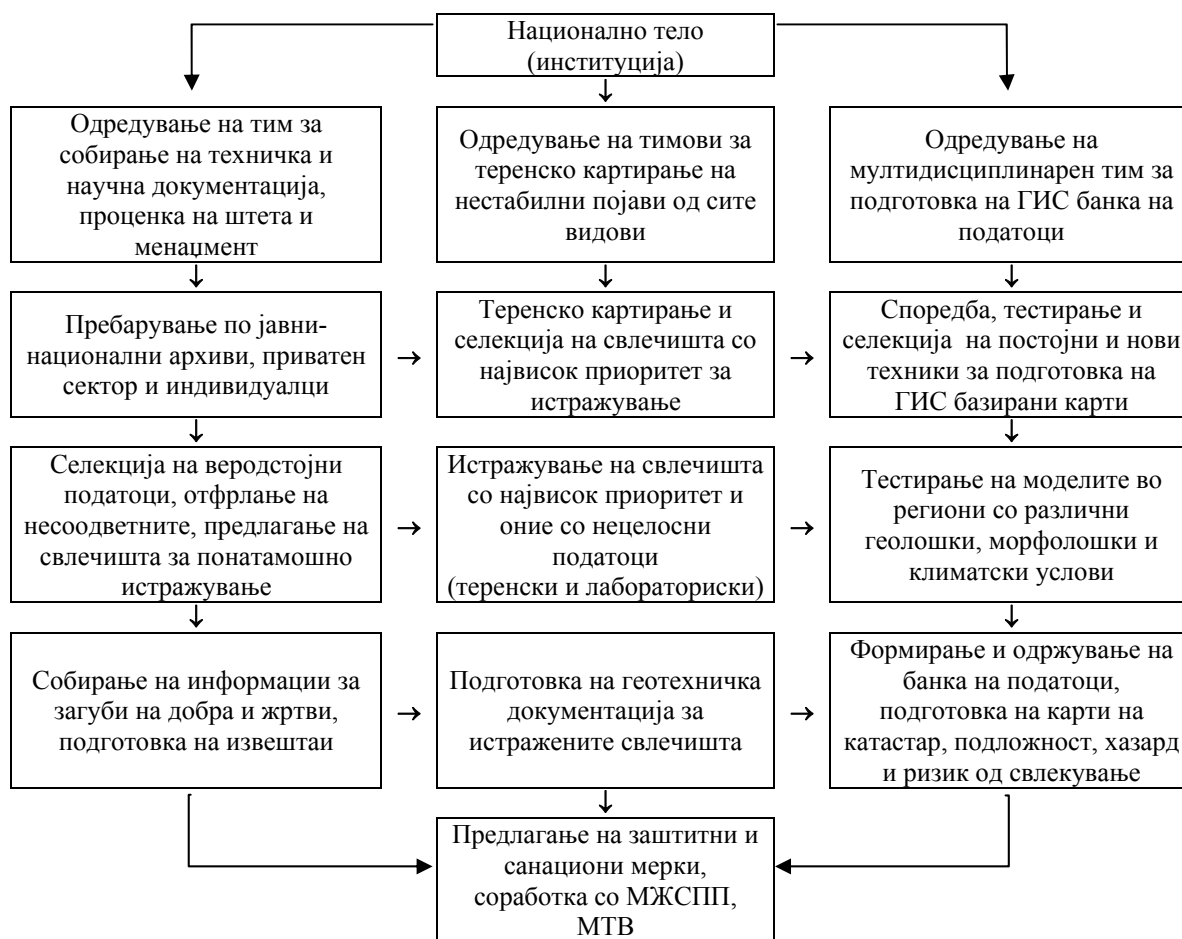 Национално тело
(институција)
Одредување на тим за
собирање на техничка и
научна документација,
проценка на штета и
менаџмент
Одредување на тимови за
теренско картирање на
нестабилни појави од сите
видови
Одредување на
мултидисциплинарен тим за
подготовка на ГИС банка на
податоци
Пребарување по јавни-
национални архиви, приватен
сектор и индивидуалци
Теренско картирање и
селекција на свлечишта со
највисок приоритет за
истражување
Споредба, тестирање и
селекција на постојни и нови
техники за подготовка на
ГИС базирани карти
Селекција на веродстојни
податоци, отфрлање на
несоодветните, предлагање на
свлечишта за понатамошно
истражување
Истражување на свлечишта
со највисок приоритет и
оние со нецелосни
податоци
(теренски и лабораториски)
Тестирање на моделите во
региони со различни
геолошки, морфолошки и
климатски услови
Собирање на информации за
загуби на добра и жртви,
подготовка на извештаи
Подготовка на геотехничка
документација за
истражените свлечишта
Формирање и одржување на
банка на податоци,
подготовка на карти на
катастар, подложност, хазард
и ризик од свлекување
Предлагање на заштитни и
санациони мерки,
соработка со МЖСПП,
МТВ